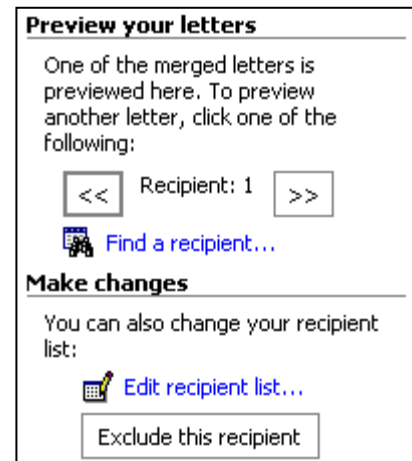 Preview your letters
One of the merged letters is
previewed here. To preview
another letter, click one of the
following:
<< Recipient: 1 >>
Find a recipient...
Make changes
You can also change your recipient
list:
Edit recipient list...
Exclude this recipient